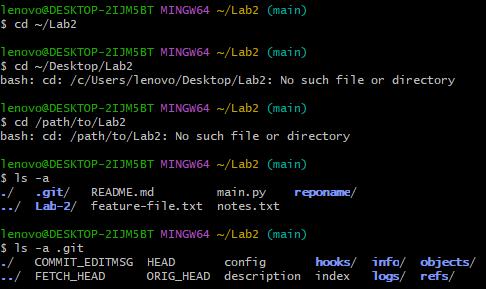 lenovo@DESKTOP-2IJM5BT MINGW64 ~/Lab2 (main)
$ cd ~/Lab2
lenovo@DESKTOP-2IJM5BT MINGW64 ~/Lab2 (main)
$ cd ~/Desktop/Lab2
bash: cd: /c/Users/lenovo/Desktop/Lab2: No such file or directory
lenovo@DESKTOP-2IJM5BT MINGW64 ~/Lab2 (main)
$ cd /path/to/Lab2
bash: cd: /path/to/Lab2: No such file or directory
lenovo@DESKTOP-2IJM5BT MINGW64 ~/Lab2 (main)
$ ls -a
./   .git/   README.md         main.py    reponame/
../  Lab-2/  feature-file.txt  notes.txt
lenovo@DESKTOP-2IJM5BT MINGW64 ~/Lab2 (main)
$ ls -a .git
./   COMMIT_EDITMSG  HEAD       config       hooks/  info/  objects/
../  FETCH_HEAD      ORIG_HEAD  description  index   logs/  refs/